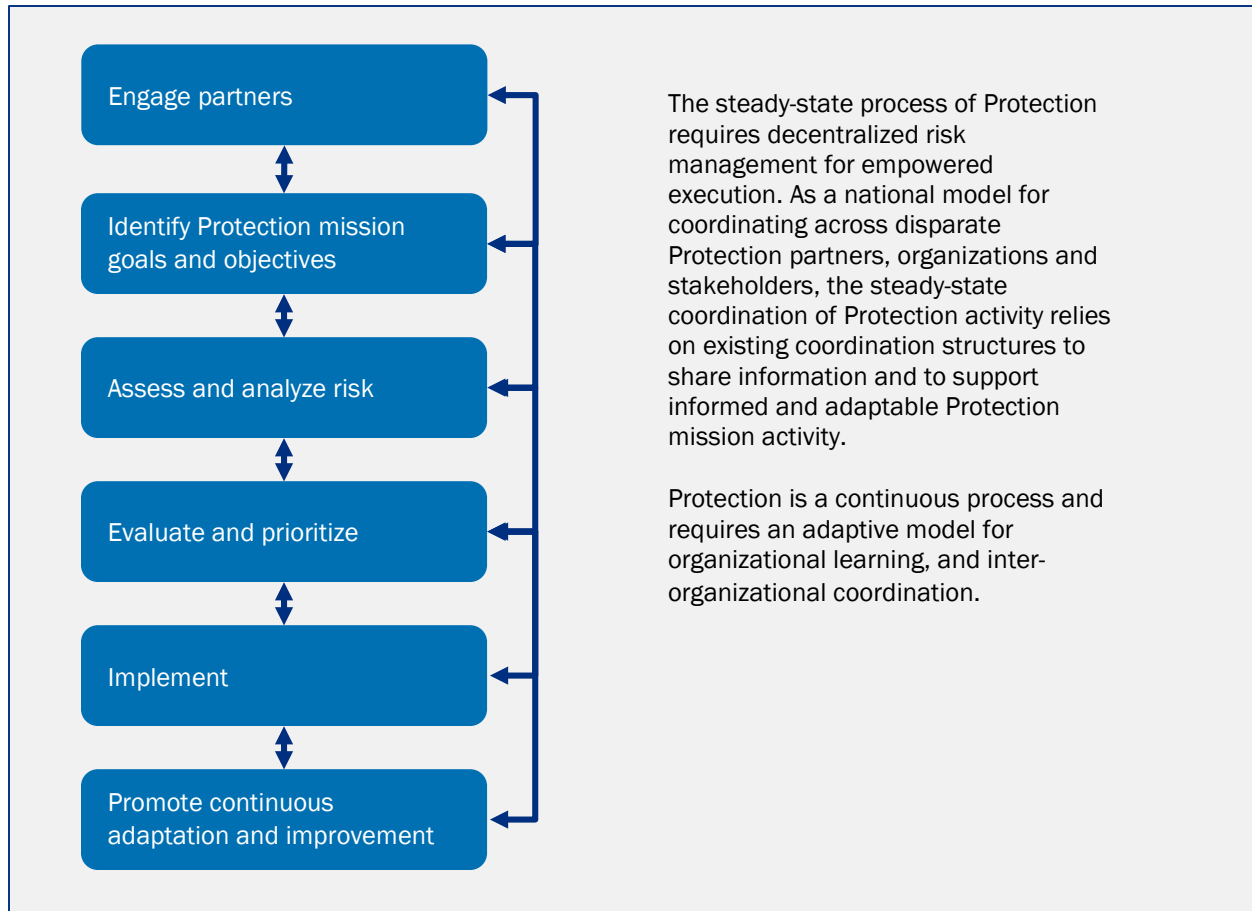 Engage partners
Identify Protection mission
goals and objectives
Assess and analyze risk
Evaluate and prioritize
Implement
Promote continuous
adaptation and improvement
The steady-state process of Protection
requires decentralized risk
management for empowered
execution. As a national model for
coordinating across disparate
Protection partners, organizations and
stakeholders, the steady-state
coordination of Protection activity relies
on existing coordination structures to
share information and to support
informed and adaptable Protection
mission activity.
Protection is a continuous process and
requires an adaptive model for
organizational learning, and inter-
organizational coordination.